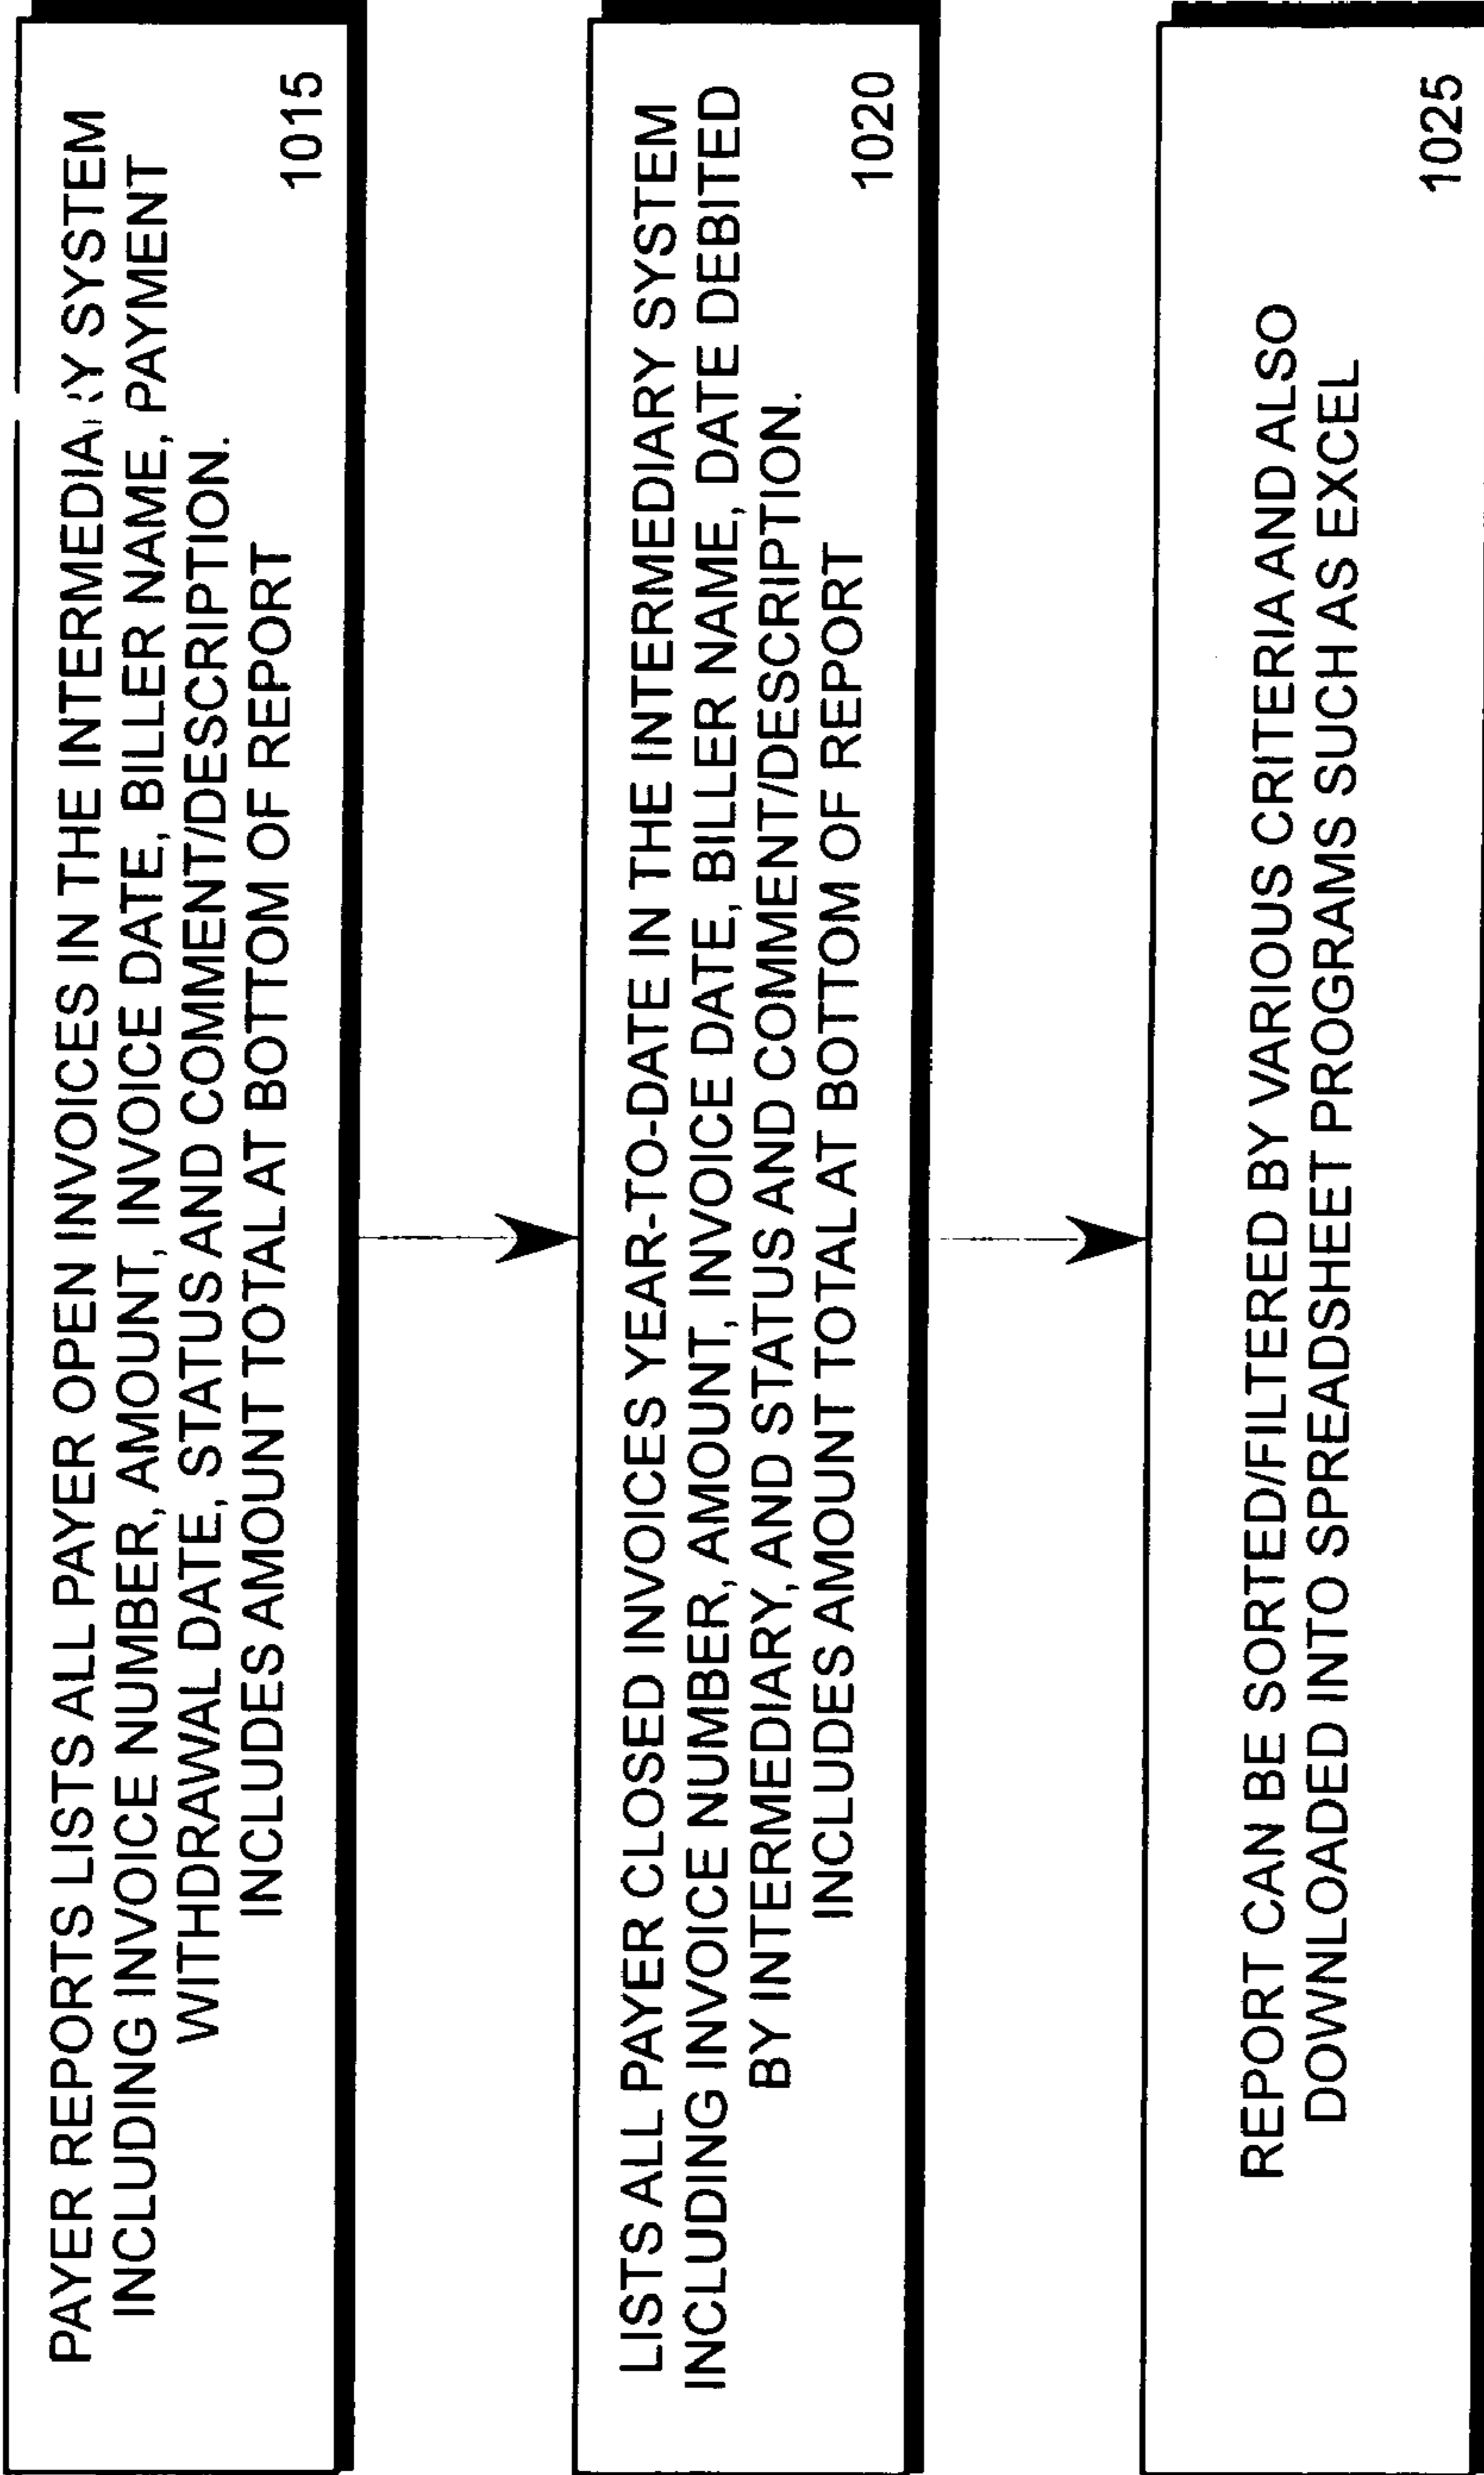 PAYER REPORTS LISTS ALL PAYER OPEN INVOICES IN THE INTERMEDIARY SYSTEM
INCLUDING INVOICE NUMBER, AMOUNT, INVOICE DATE, BILLER NAME, PAYMENT
WITHDRAWAL DATE, STATUS AND COMMENT/DESCRIPTION.
INCLUDES AMOUNT TOTAL AT BOTTOM OF REPORT
1015
LISTS ALL PAYER CLOSED INVOICES YEAR-TO-DATE IN THE INTERMEDIARY SYSTEM
INCLUDING INVOICE NUMBER, AMOUNT, INVOICE DATE, BILLER NAME, DATE DEBITED
BY INTERMEDIARY, AND STATUS AND COMMENT/DESCRIPTION.
INCLUDES AMOUNT TOTAL AT BOTTOM OF REPORT
1020
REPORT CAN BE SORTED/FILTERED BY VARIOUS CRITERIA AND ALSO
DOWNLOADED INTO SPREADSHEET PROGRAMS SUCH AS EXCEL
1025